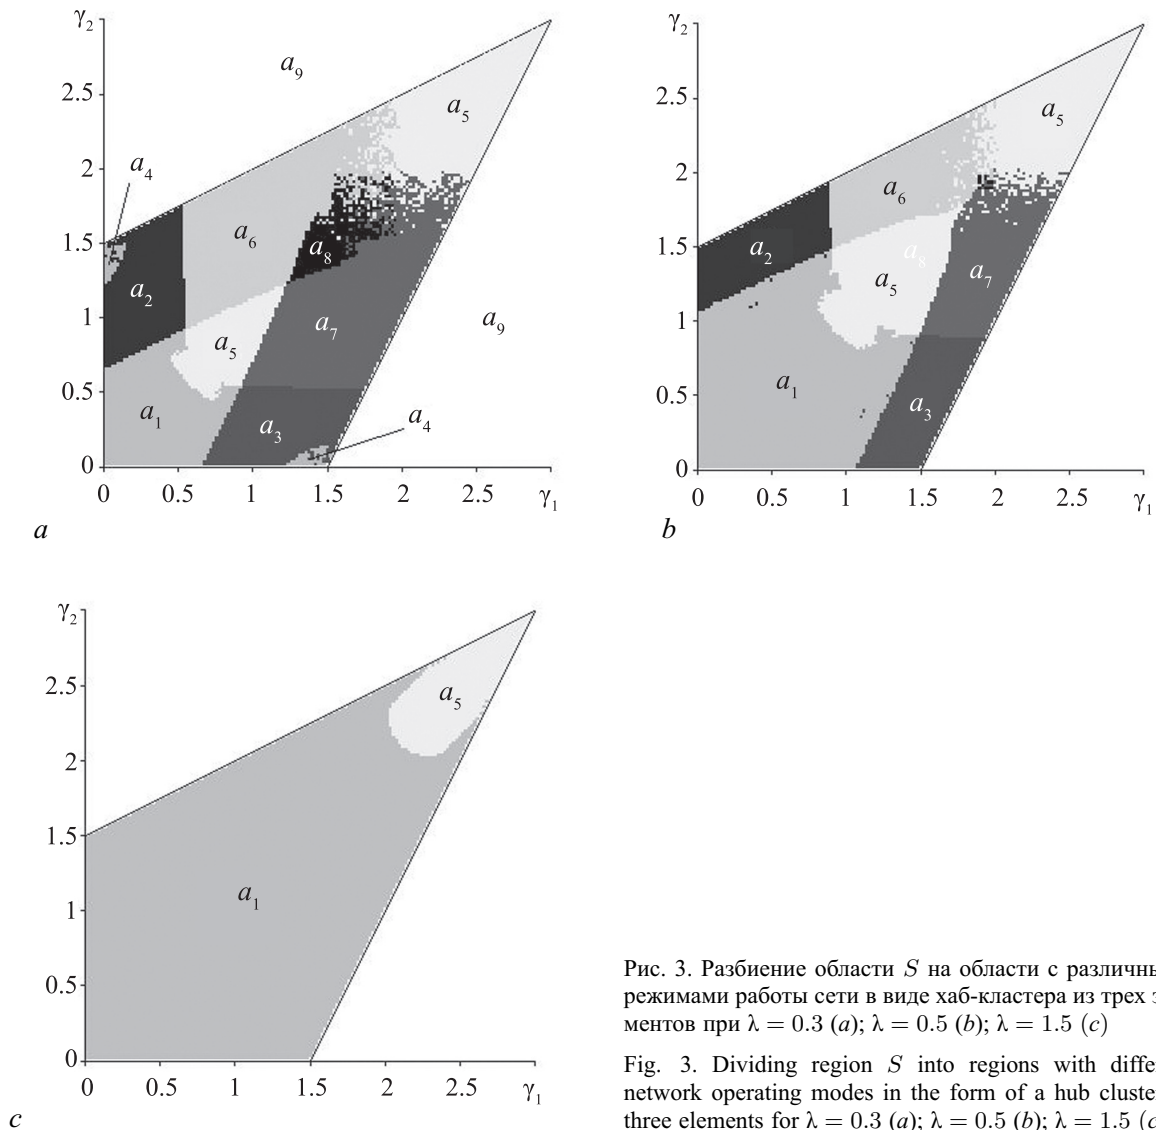 γ₂
a₉
2.5
a₅
2
a₄
1.5
a₆
a₈
a₂
1
a₇
a₉
a₅
0.5
a₁
a₃
a₄
0
0 0.5 1 1.5 2 2.5 γ₁
a
γ₂
2.5
a₅
2
a₆
1.5
a₂
a₈
a₅
a₇
1
0.5
a₁
a₃
0
0 0.5 1 1.5 2 2.5 γ₁
b
γ₂
2.5
a₅
2
1.5
1
a₁
0.5
0
0 0.5 1 1.5 2 2.5 γ₁
c
Рис. 3. Разбиение области S на области с различны
режимами работы сети в виде хаб-кластера из трех э
ментов при λ = 0.3 (a); λ = 0.5 (b); λ = 1.5 (c)
Fig. 3. Dividing region S into regions with differe
network operating modes in the form of a hub cluster
three elements for λ = 0.3 (a); λ = 0.5 (b); λ = 1.5 (c